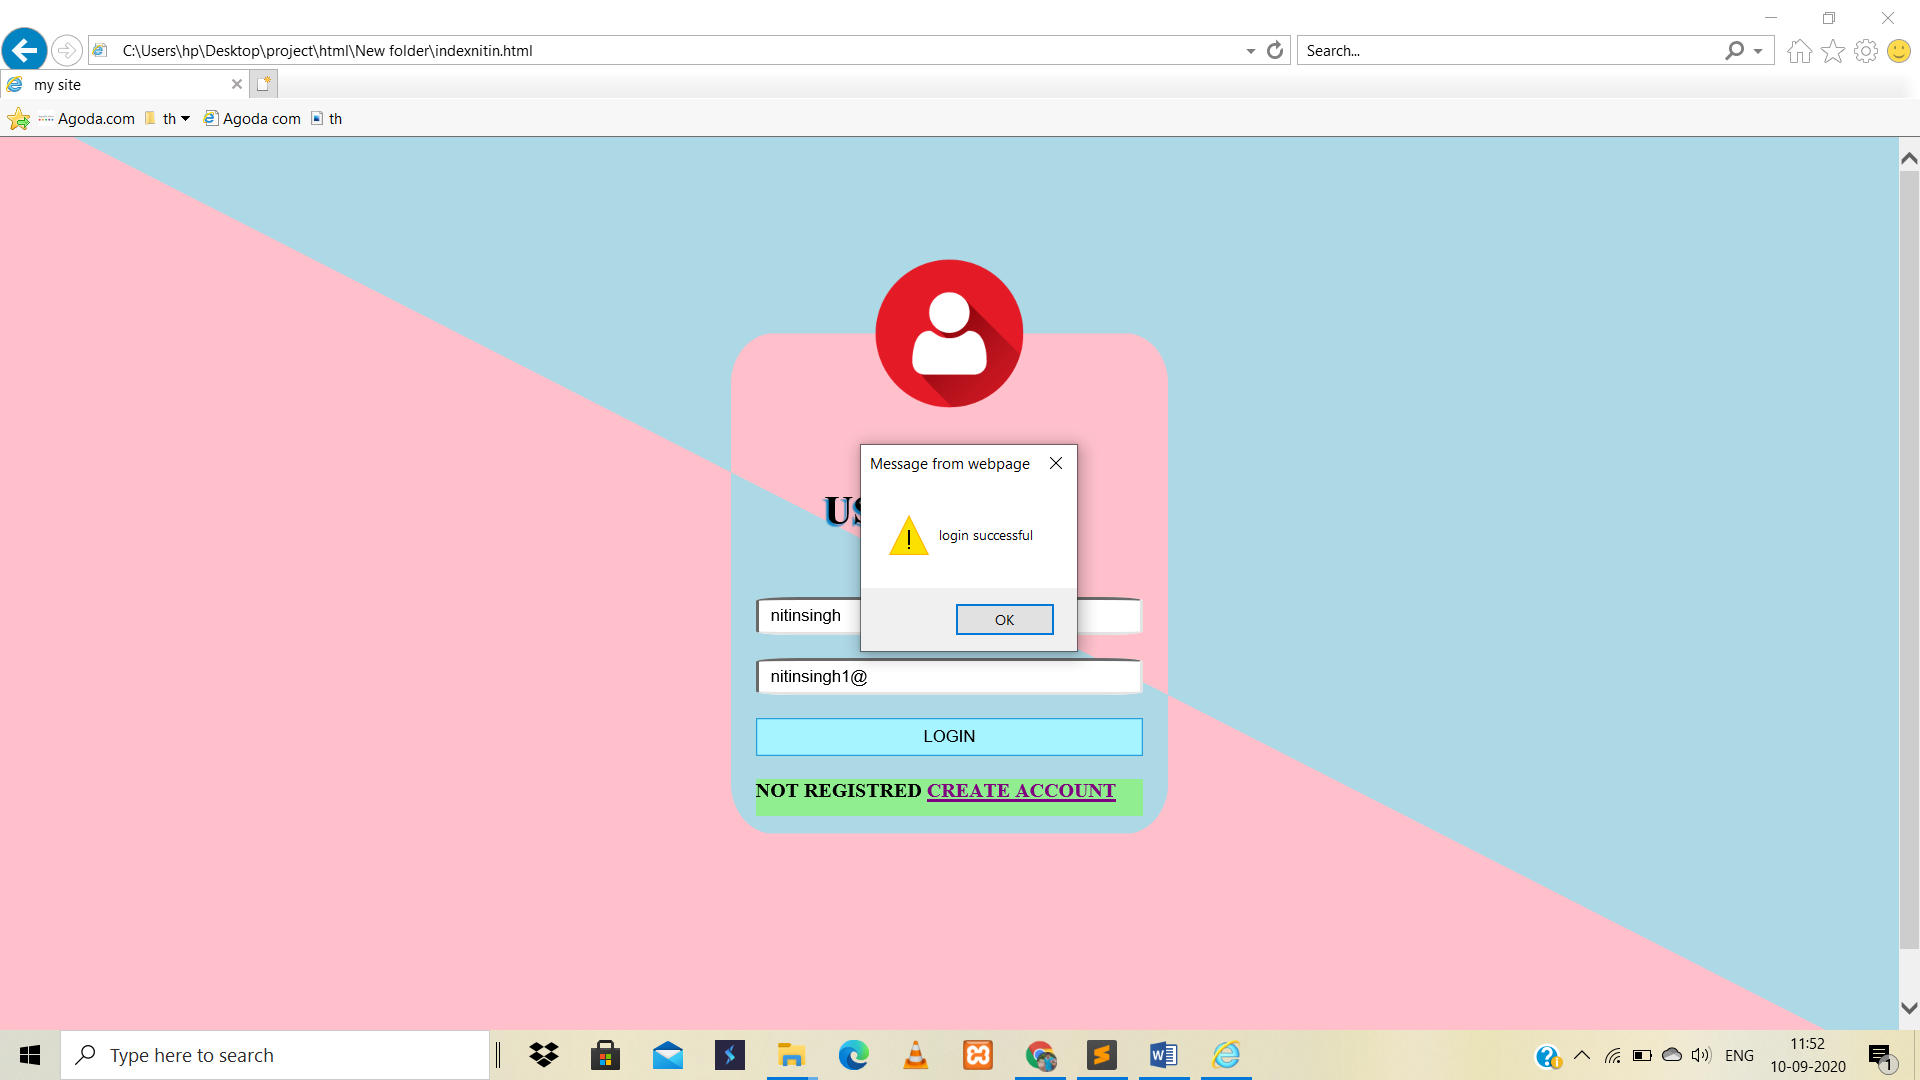 C:\Users\hp\Desktop\project\html\New folder\indexnitin.html
Search...
my site
Agoda.com
th
Agoda com
th
Message from webpage
login successful
OK
nitinsingh
nitinsingh1@
LOGIN
NOT REGISTRED CREATE ACCOUNT
Type here to search
ENG
11:52
10-09-2020
1